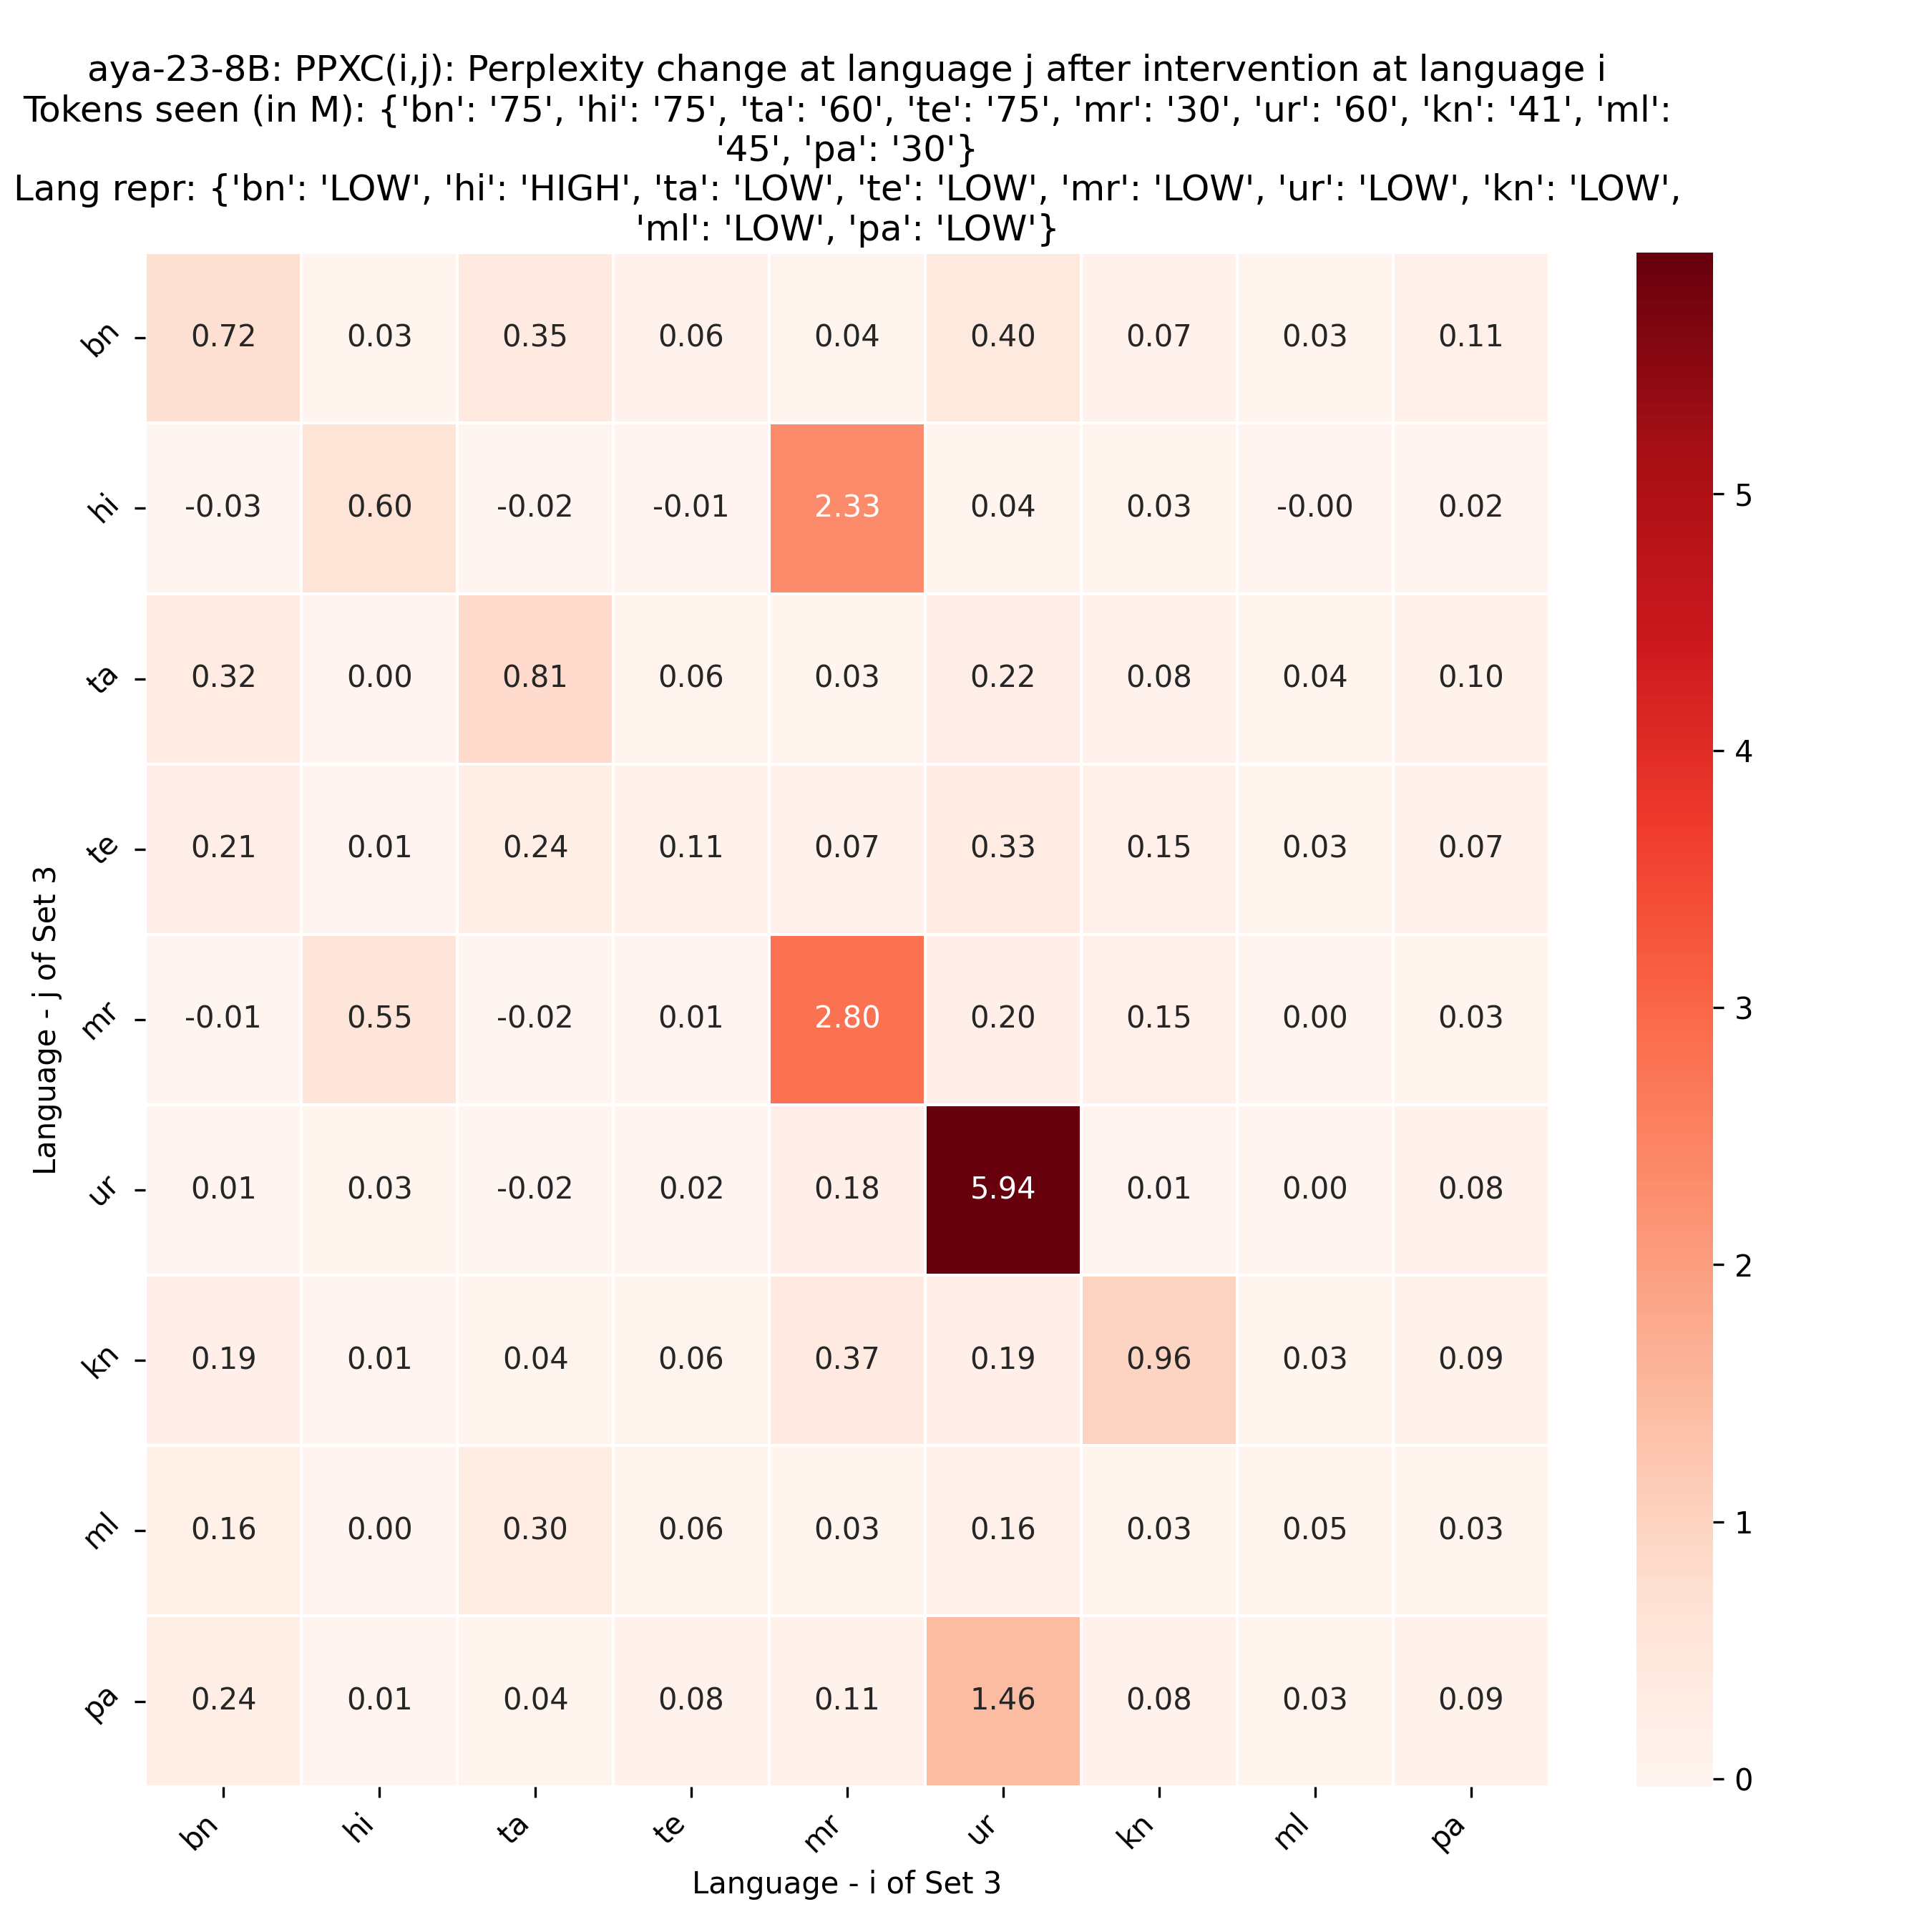 aya-23-8B: PPXC(i,j): Perplexity change at language j after intervention at language i
Tokens seen (in M): {'bn': '75', 'hi': '75', 'ta': '60', 'te': '75', 'mr': '30', 'ur': '60', 'kn': '41', 'ml':
'45', 'pa': '30'}
Lang repr: {'bn': 'LOW', 'hi': 'HIGH', 'ta': 'LOW', 'te': 'LOW', 'mr': 'LOW', 'ur': 'LOW', 'kn': 'LOW',
'ml': 'LOW', 'pa': 'LOW'}
bn 0.72 0.03 0.35 0.06 0.04 0.40 0.07 0.03 0.11
hi -0.03 0.60 -0.02 -0.01 2.33 0.04 0.03 -0.00 0.02
ta 0.32 0.00 0.81 0.06 0.03 0.22 0.08 0.04 0.10
te 0.21 0.01 0.24 0.11 0.07 0.33 0.15 0.03 0.07
mr -0.01 0.55 -0.02 0.01 2.80 0.20 0.15 0.00 0.03
ur 0.01 0.03 -0.02 0.02 0.18 5.94 0.01 0.00 0.08
kn 0.19 0.01 0.04 0.06 0.37 0.19 0.96 0.03 0.09
ml 0.16 0.00 0.30 0.06 0.03 0.16 0.03 0.05 0.03
pa 0.24 0.01 0.04 0.08 0.11 1.46 0.08 0.03 0.09
bn hi ta te mr ur kn ml pa
Language - i of Set 3
Language - j of Set 3
5
4
3
2
1
0